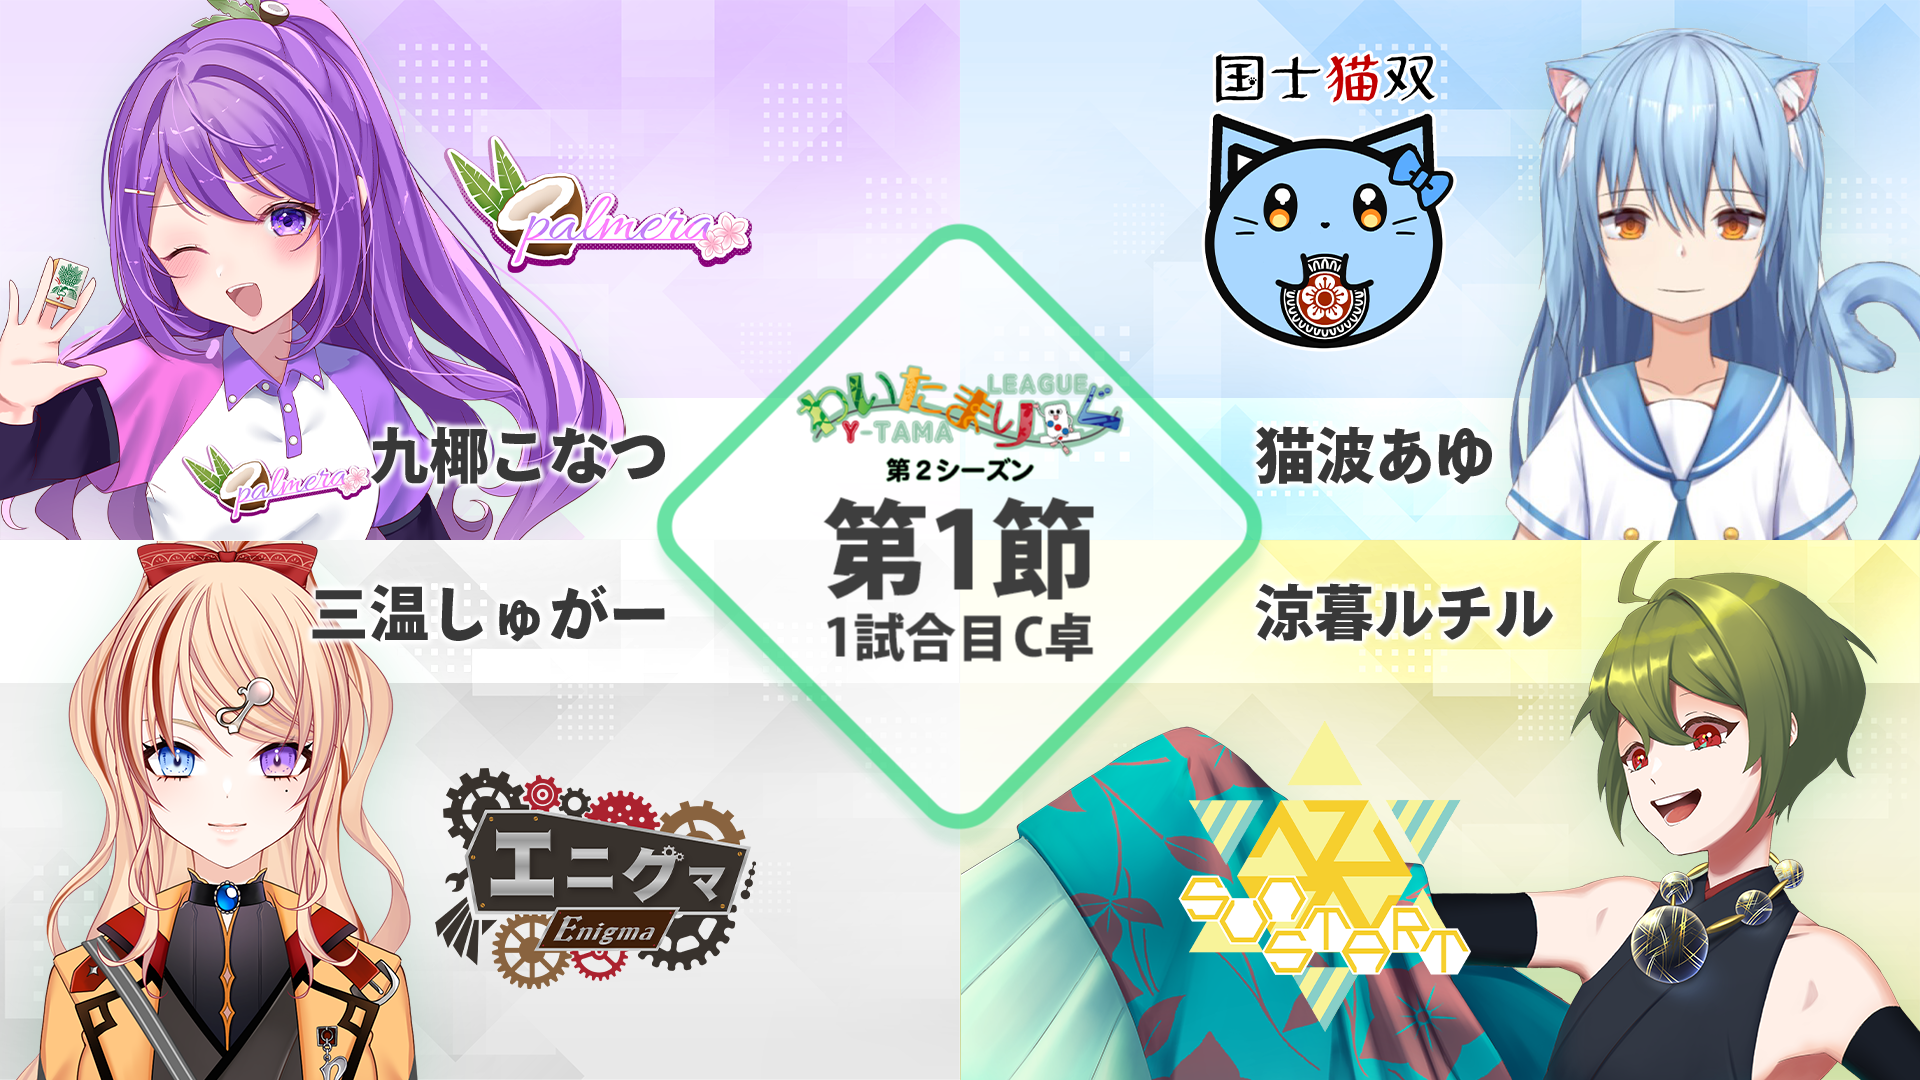 palmera
palmera
九椰こなつ
国士猫双
猫波あゆ
わいたまりーぐ
LEAGUE
Y-TAMA
第2シーズン
第1節
1試合目C卓
三温しゅがー
エニグマ
Enigma
涼暮ルチル
SUOSTART